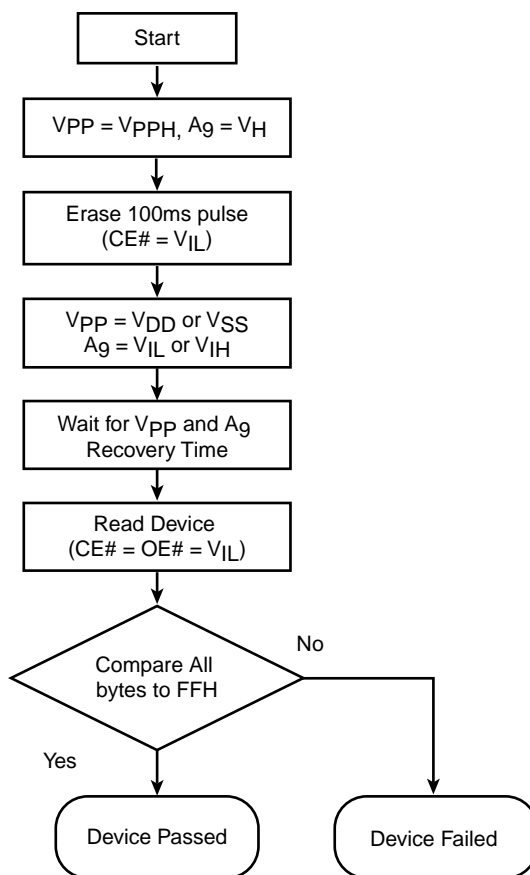 Start
VPP = VPPH, A9 = VH
Erase 100ms pulse
(CE# = VIL)
VPP = VDD or VSS
A9 = VIL or VIH
Wait for VPP and A9
Recovery Time
Read Device
(CE# = OE# = VIL)
Compare All
bytes to FFH
No
Yes
Device Passed
Device Failed